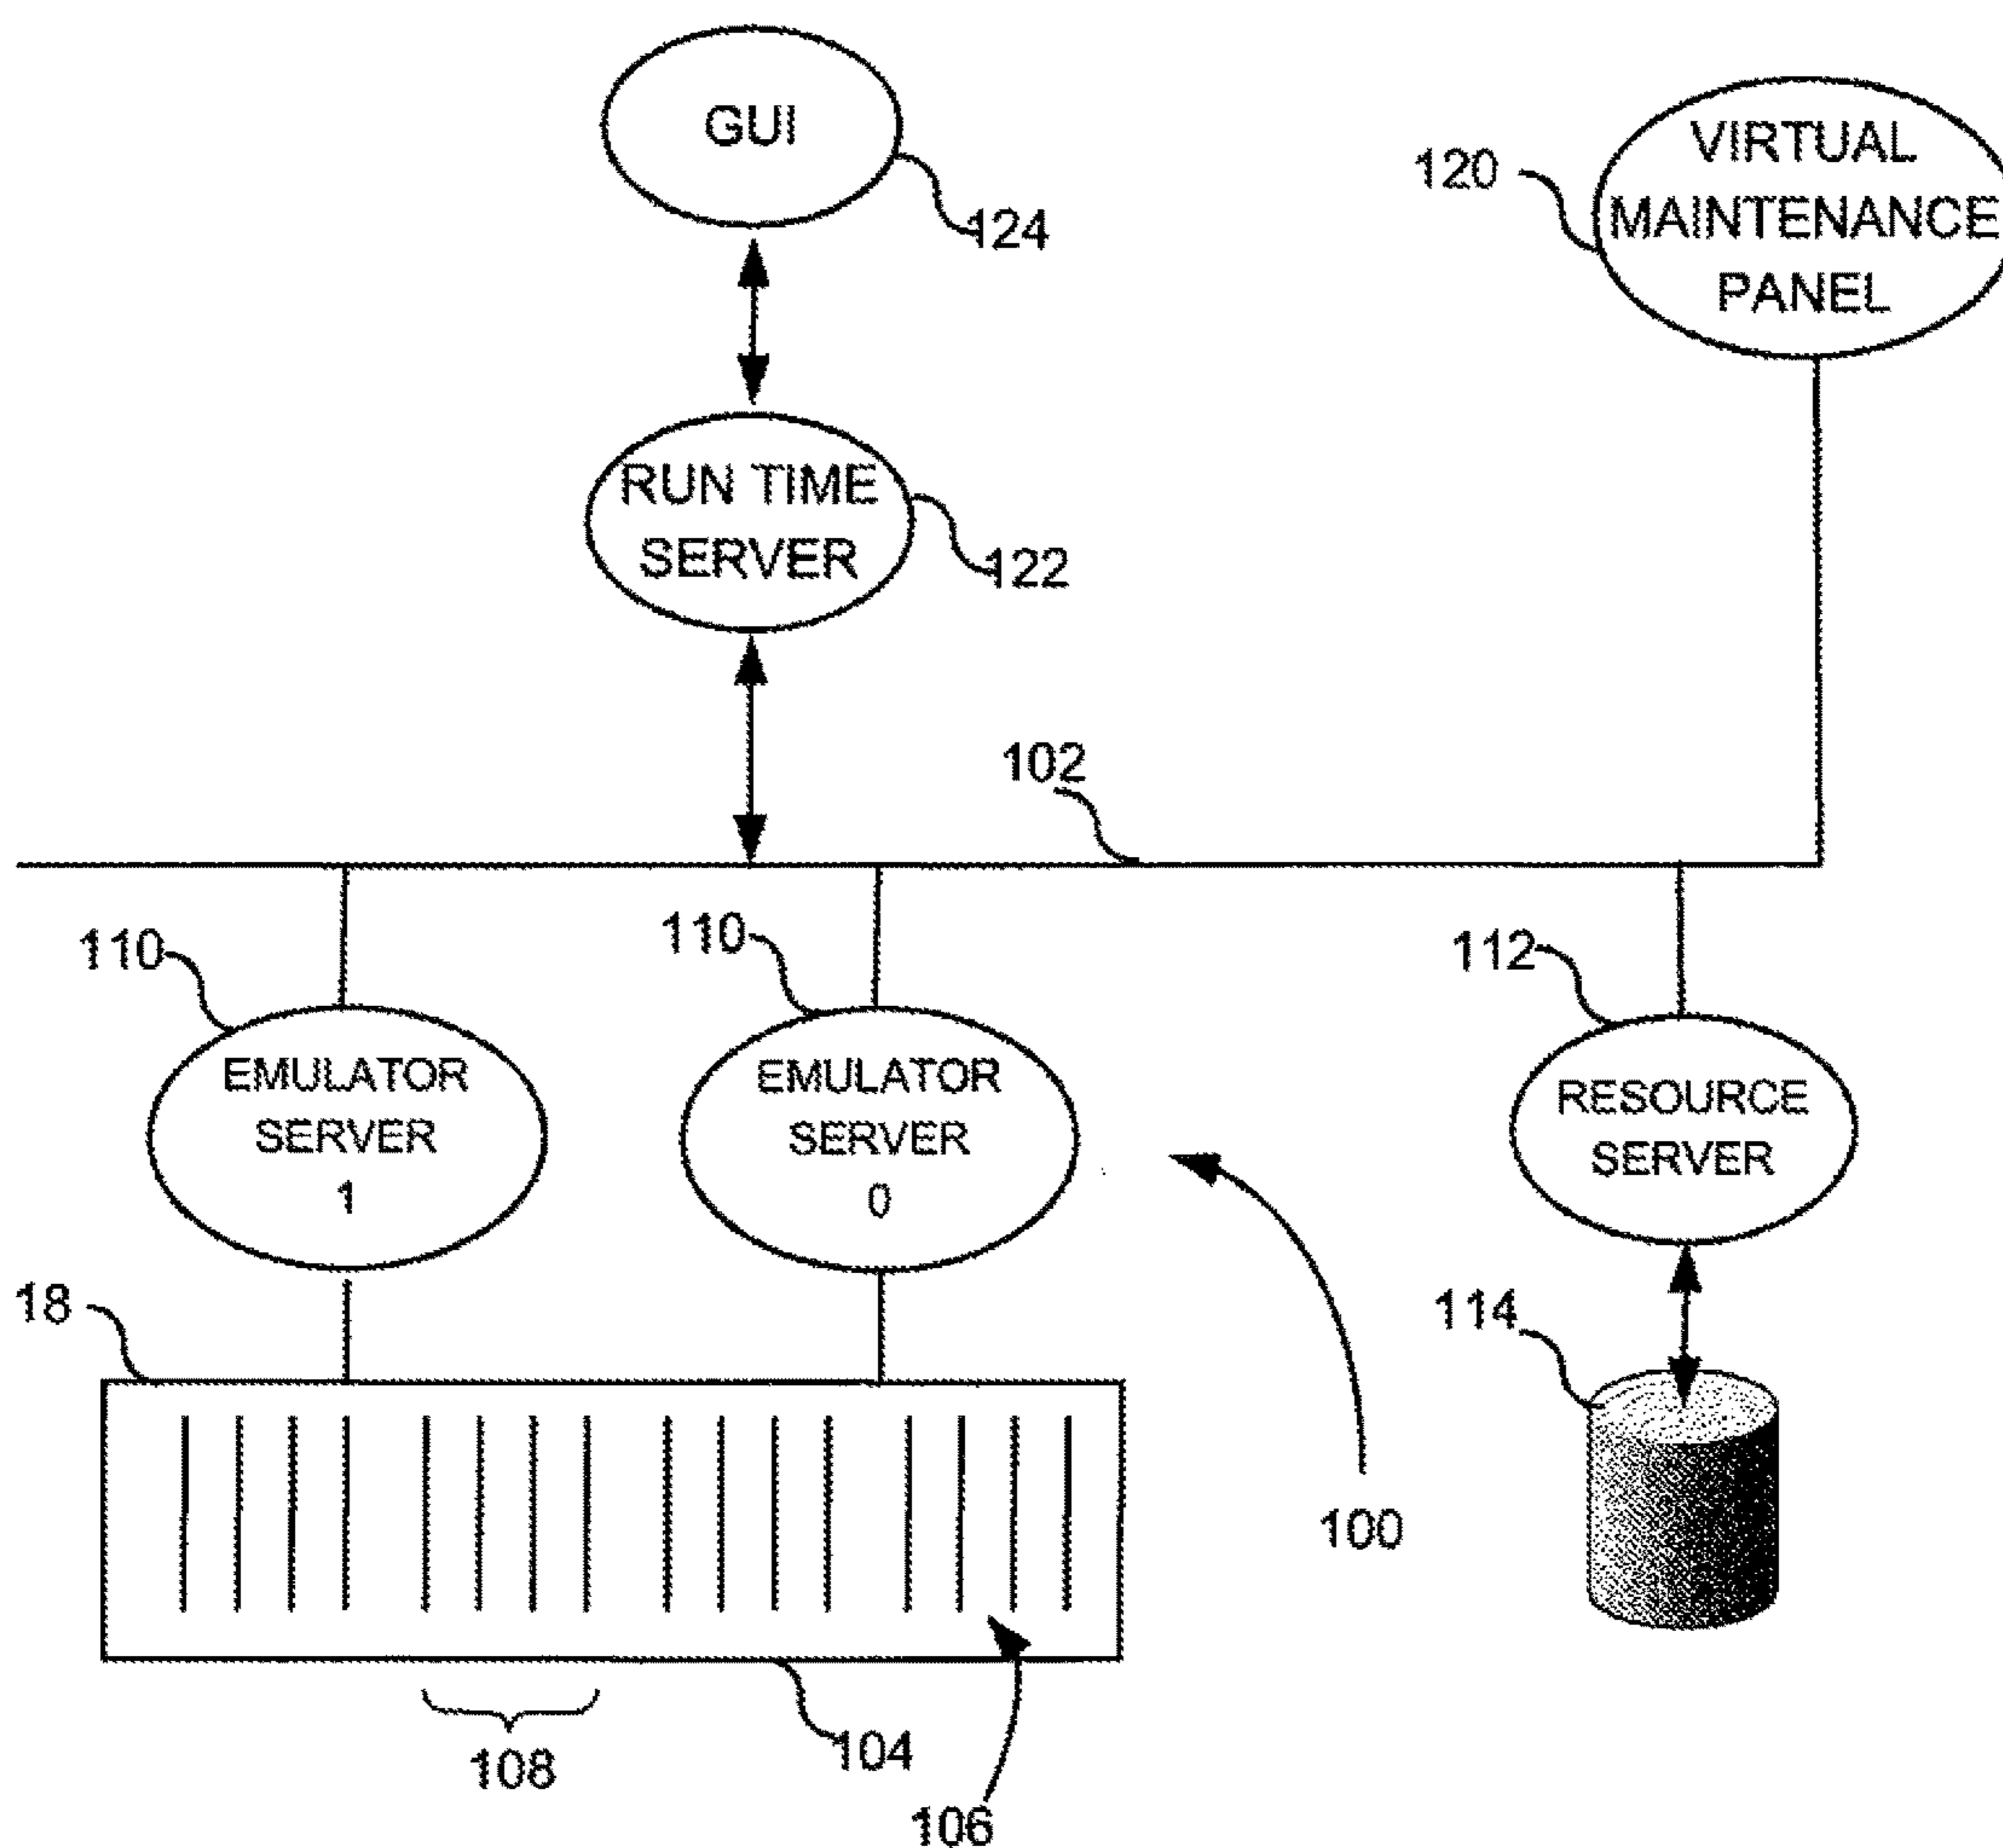 GUI
124
VIRTUAL
MAINTENANCE
PANEL
120
RUN TIME
SERVER
122
102
110
110
112
EMULATOR
SERVER
1
EMULATOR
SERVER
0
RESOURCE
SERVER
18
114
100
108
104
106